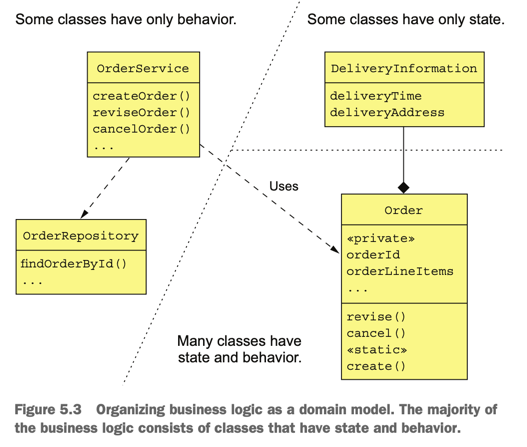 Some classes have only behavior.
Some classes have only state.
OrderService
createOrder()
reviseOrder()
cancelOrder()
...
DeliveryInformation
deliveryTime
deliveryAddress
Uses
OrderRepository
findOrderById()
...
Order
«private»
orderId
orderLineItems
...
revise()
cancel()
«static»
create()
Many classes have
state and behavior.
Figure 5.3 Organizing business logic as a domain model. The majority of
the business logic consists of classes that have state and behavior.